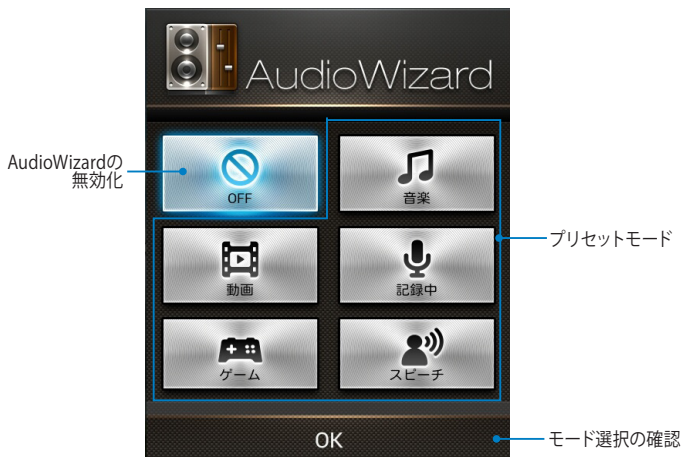 AudioWizard
AudioWizardの
無効化
OFF
音楽
プリセットモード
動画
記録中
ゲーム
スピーチ
OK
モード選択の確認